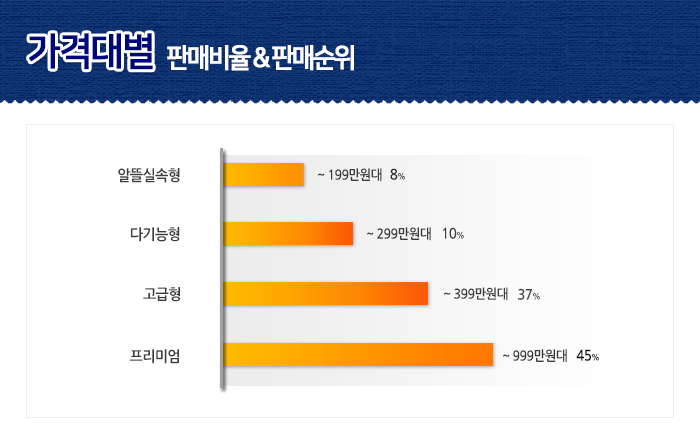 가격대별 판매비율&판매순위
알뜰실속형 ~ 199만원대 8%
다기능형 ~ 299만원대 10%
고급형 ~ 399만원대 37%
프리미엄 ~ 999만원대 45%